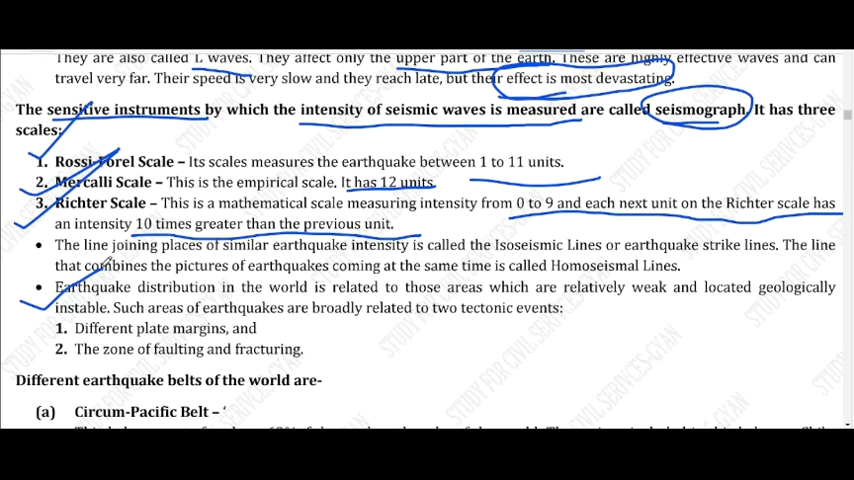 They are also called L waves. They affect only the upper part of the earth. These are highly effective waves and can
travel very far. Their speed is very slow and they reach late, but their effect is most devastating.
The sensitive instruments by which the intensity of seismic waves is measured are called seismograph. It has three
scales:
1. Rossi-Forel Scale – Its scales measures the earthquake between 1 to 11 units.
2. Mercalli Scale – This is the empirical scale. It has 12 units.
3. Richter Scale – This is a mathematical scale measuring intensity from 0 to 9 and each next unit on the Richter scale has
an intensity 10 times greater than the previous unit.
• The line joining places of similar earthquake intensity is called the Isoseismic Lines or earthquake strike lines. The line
that combines the pictures of earthquakes coming at the same time is called Homoseismal Lines.
• Earthquake distribution in the world is related to those areas which are relatively weak and located geologically
instable. Such areas of earthquakes are broadly related to two tectonic events:
1. Different plate margins, and
2. The zone of faulting and fracturing.
Different earthquake belts of the world are-
(a) Circum-Pacific Belt –